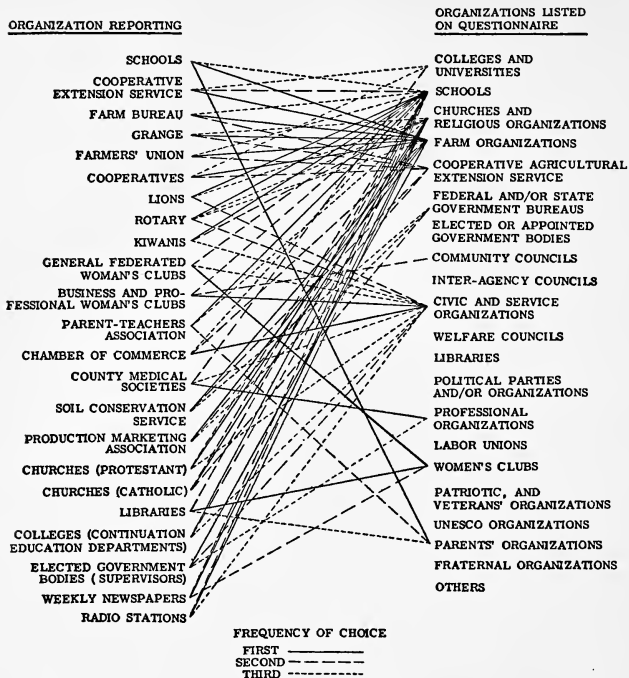 ORGANIZATION REPORTING
SCHOOLS
COOPERATIVE
EXTENSION SERVICE
FARM BUREAU
GRANGE
FARMERS' UNION
COOPERATIVES
LIONS
ROTARY
KIWANIS
GENERAL FEDERATED
WOMAN'S CLUBS
BUSINESS AND PRO-
FESSIONAL WOMAN'S CLUBS
PARENT-TEACHERS
ASSOCIATION
CHAMBER OF COMMERCE
COUNTY MEDICAL
SOCIETIES
SOIL CONSERVATION
SERVICE
PRODUCTION MARKETING
ASSOCIATION
CHURCHES (PROTESTANT)
CHURCHES (CATHOLIC)
LIBRARIES
COLLEGES (CONTINUATION
EDUCATION DEPARTMENTS)
ELECTED GOVERNMENT
BODIES (SUPERVISORS)
WEEKLY NEWSPAPERS
RADIO STATIONS
ORGANIZATIONS LISTED
ON QUESTIONNAIRE
COLLEGES AND
UNIVERSITIES
SCHOOLS
CHURCHES AND
RELIGIOUS ORGANIZATIONS
FARM ORGANIZATIONS
COOPERATIVE AGRICULTURAL
EXTENSION SERVICE
FEDERAL AND/OR STATE
GOVERNMENT BUREAUS
ELECTED OR APPOINTED
GOVERNMENT BODIES
COMMUNITY COUNCILS
INTER-AGENCY COUNCILS
CIVIC AND SERVICE
ORGANIZATIONS
WELFARE COUNCILS
LIBRARIES
POLITICAL PARTIES
AND/OR ORGANIZATIONS
PROFESSIONAL
ORGANIZATIONS
LABOR UNIONS
WOMEN'S CLUBS
PATRIOTIC, AND
VETERANS' ORGANIZATIONS
UNESCO ORGANIZATIONS
PARENTS' ORGANIZATIONS
FRATERNAL ORGANIZATIONS
OTHERS
FREQUENCY OF CHOICE
FIRST
SECOND
THIRD